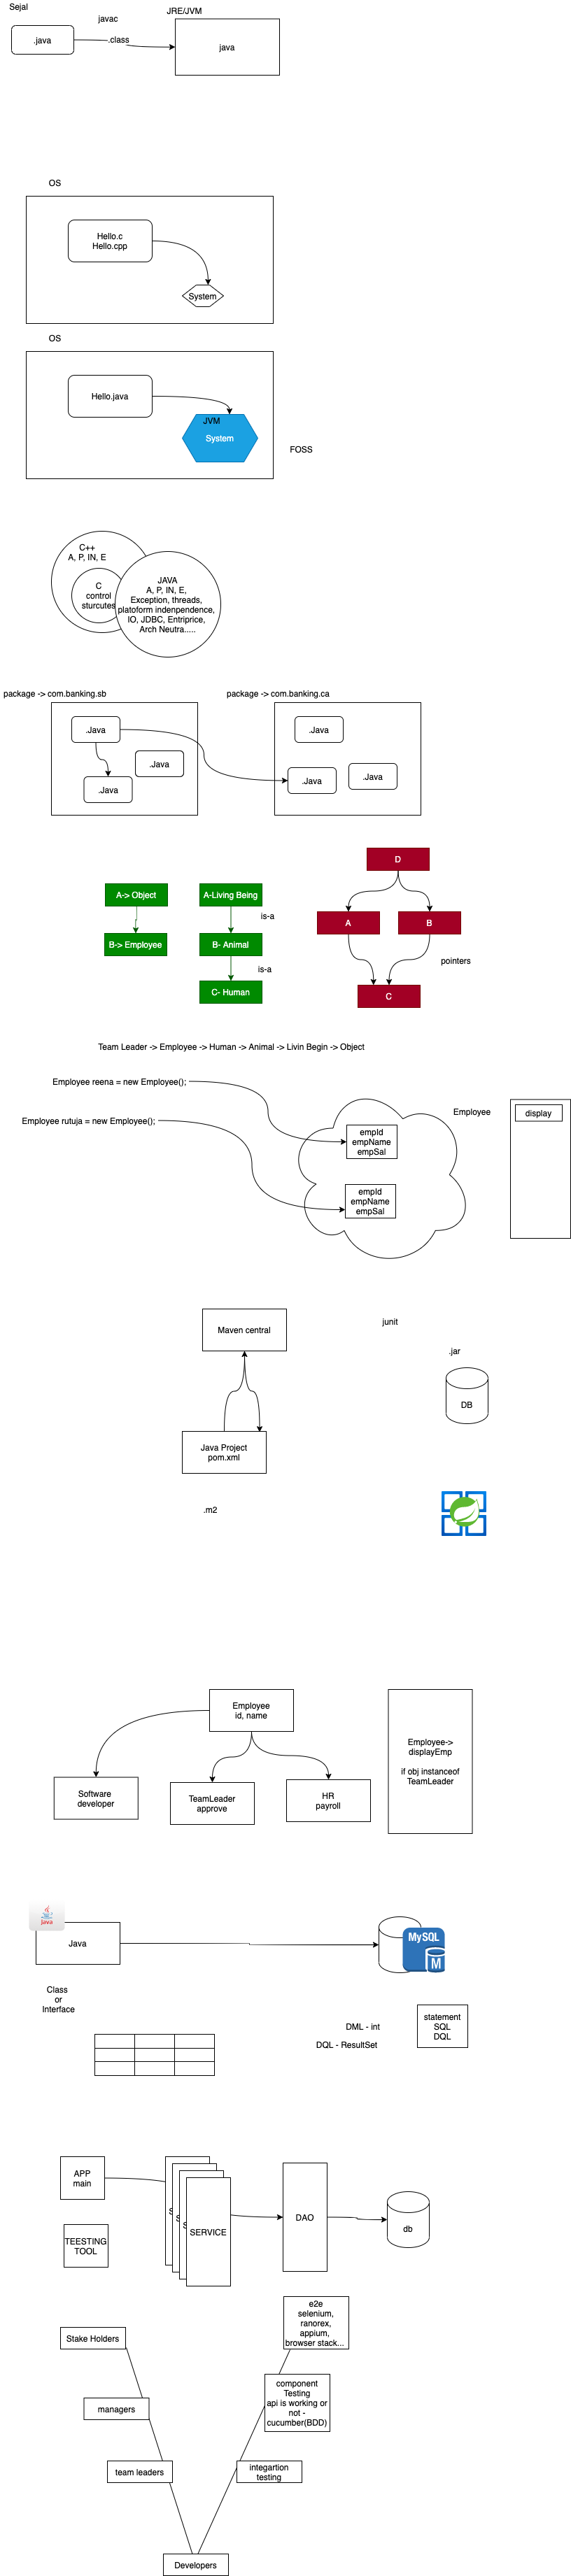 Sejal
JRE/JVM
javac
.java
.class
java
OS
Hello.c
Hello.cpp
System
OS
Hello.java
JVM
System
FOSS
C++
A, P, IN, E
C
control
sturcutes
JAVA
A, P, IN, E,
Exception, threads,
platoform indenpendence,
IO, JDBC, Entriprice,
Arch Neutra.....
package -> com.banking.sb
package -> com.banking.ca
.Java
.Java
.Java
.Java
.Java
.Java
D
A-> Object
A-Living Being
is-a
A
B
B-> Employee
B- Animal
pointers
is-a
C- Human
C
Team Leader -> Employee -> Human -> Animal -> Livin Begin -> Object
Employee reena = new Employee();
Employee rutuja = new Employee();
Employee
display
empId
empName
empSal
empId
empName
empSal
Maven central
junit
.jar
DB
Java Project
pom.xml
.m2
Employee
id, name
Employee->
displayEmp
if obj instanceof
TeamLeader
Software
developer
TeamLeader
approve
HR
payroll
java
Java
MySQL
M
Class
or
Interface
DML - int
DQL - ResultSet
statement
SQL
DQL
APP
main
S
S
S
SERVICE
DAO
db
TEESTING
TOOL
e2e
selenium,
ranorex,
appium,
browser stack...
Stake Holders
component
Testing
api is working or
not -
cucumber(BDD)
managers
team leaders
integartion
testing
Developers